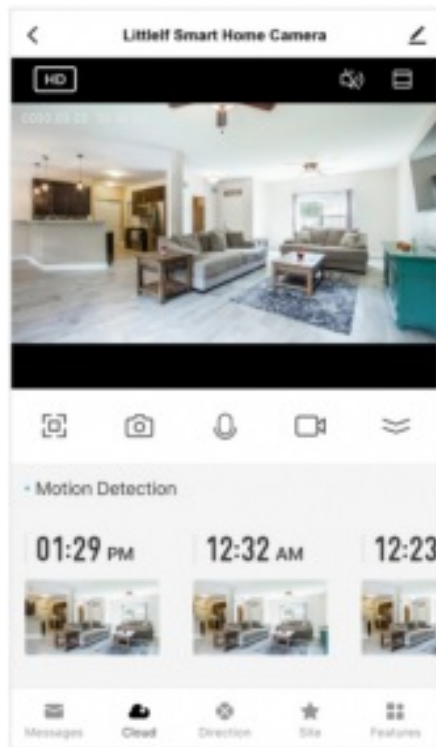 Littlelf Smart Home Camera
HD
Motion Detection
01:29 PM
12:32 AM
12:23
Messages
Cloud
Direction
Site
Features